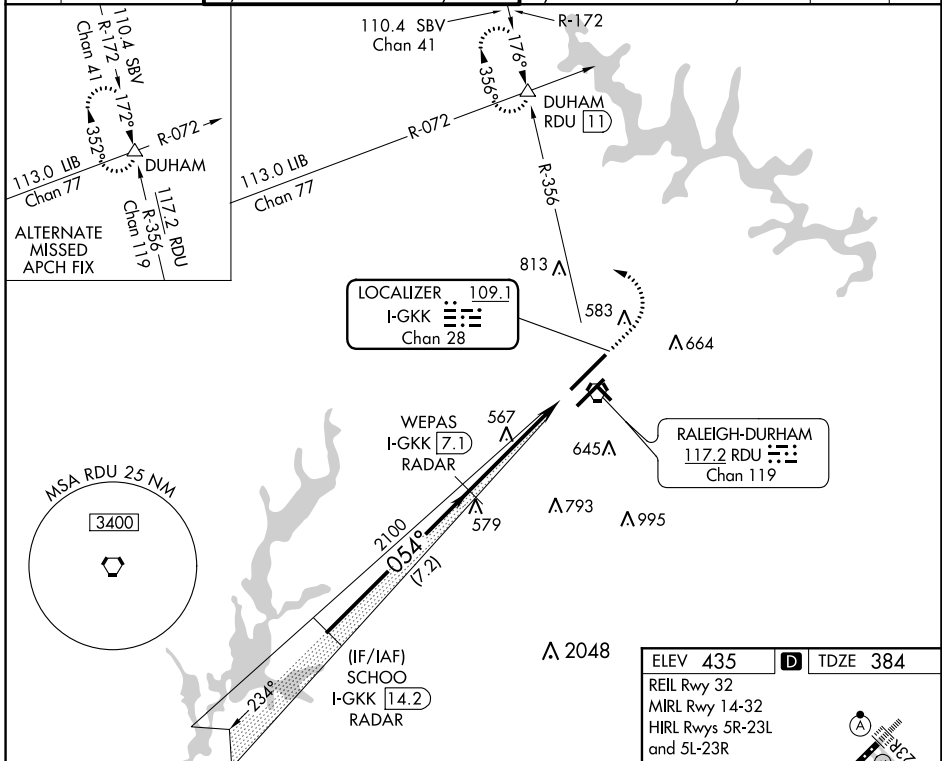 110.4 SBV
R-172
Chan 41
172°
352°
R-072
DUHAM
113.0 LIB
Chan 77
117.2 RDU
R-356
Chan 119
ALTERNATE
MISSED
APCH FIX
110.4 SBV
Chan 41
R-172
176°
356°
DUHAM
RDU 11
R-072
113.0 LIB
Chan 77
R-356
813
LOCALIZER 109.1
I-GKK
Chan 28
583
664
WEPAS
I-GKK 7.1
RADAR
567
645
RALEIGH-DURHAM
117.2 RDU
Chan 119
MSA RDU 25 NM
3400
579
793
995
2100
054°
(7.2)
2048
(IF/IAF)
SCHOO
I-GKK 14.2
RADAR
234°
ELEV 435 D TDZE 384
REIL Rwy 32
MIRL Rwy 14-32
HIRL Rwys 5R-23L
and 5L-23R
A
23R